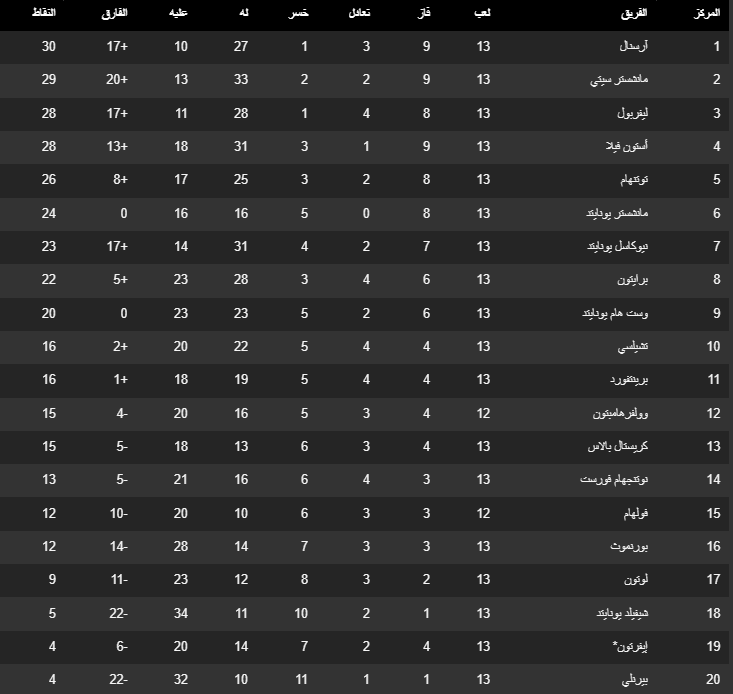 المركز الفريق لعب فاز تعادل خسر له عليه الفارق النقاط
1 آرسنال 13 9 3 1 27 10 +17 30
2 مانشستر سيتي 13 9 2 2 33 13 +20 29
3 ليفربول 13 8 4 1 28 11 +17 28
4 أستون فيلا 13 9 1 3 31 18 +13 28
5 توتنهام 13 8 2 3 25 17 +8 26
6 مانشستر يونايتد 13 8 0 5 16 16 0 24
7 نيوكاسل يونايتد 13 7 2 4 31 14 +17 23
8 برايتون 13 6 4 3 28 23 +5 22
9 وست هام يونايتد 13 6 2 5 23 23 0 20
10 تشيلسي 13 4 4 5 22 20 +2 16
11 برينتفورد 13 4 4 5 19 18 +1 16
12 وولفرهامبتون 12 4 3 5 16 20 -4 15
13 كريستال بالاس 13 4 3 6 13 18 -5 15
14 نوتنجهام فورست 13 3 4 6 16 21 -5 13
15 فولهام 12 3 3 6 10 20 -10 12
16 بورنموث 13 3 3 7 14 28 -14 12
17 لوتون 13 2 3 8 12 23 -11 9
18 شيفيلد يونايتد 13 1 2 10 11 34 -22 5
19 إيفرتون* 13 4 2 7 14 20 -6 4
20 بيرنلي 13 1 1 11 10 32 -22 4